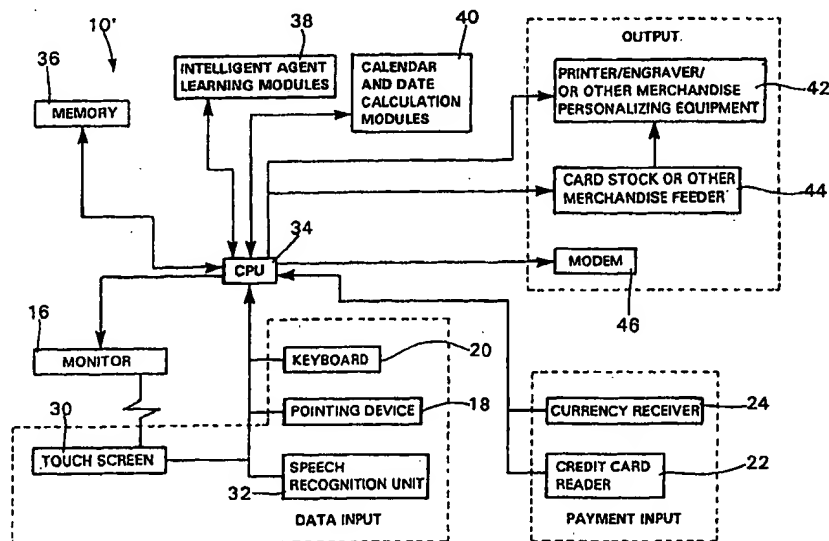 10'
36
MEMORY
38
INTELLIGENT AGENT
LEARNING MODULES
40
CALENDAR
AND DATE
CALCULATION
MODULES
OUTPUT.
PRINTER/ENGRAVER/
OR OTHER MERCHANDISE
PERSONALIZING EQUIPMENT
42
CARD STOCK OR OTHER
MERCHANDISE FEEDER
44
34
CPU
MODEM
46
16
MONITOR
30
TOUCH SCREEN
KEYBOARD
20
POINTING DEVICE
18
SPEECH
RECOGNITION UNIT
32
DATA INPUT
CURRENCY RECEIVER
24
CREDIT CARD
READER
22
PAYMENT INPUT